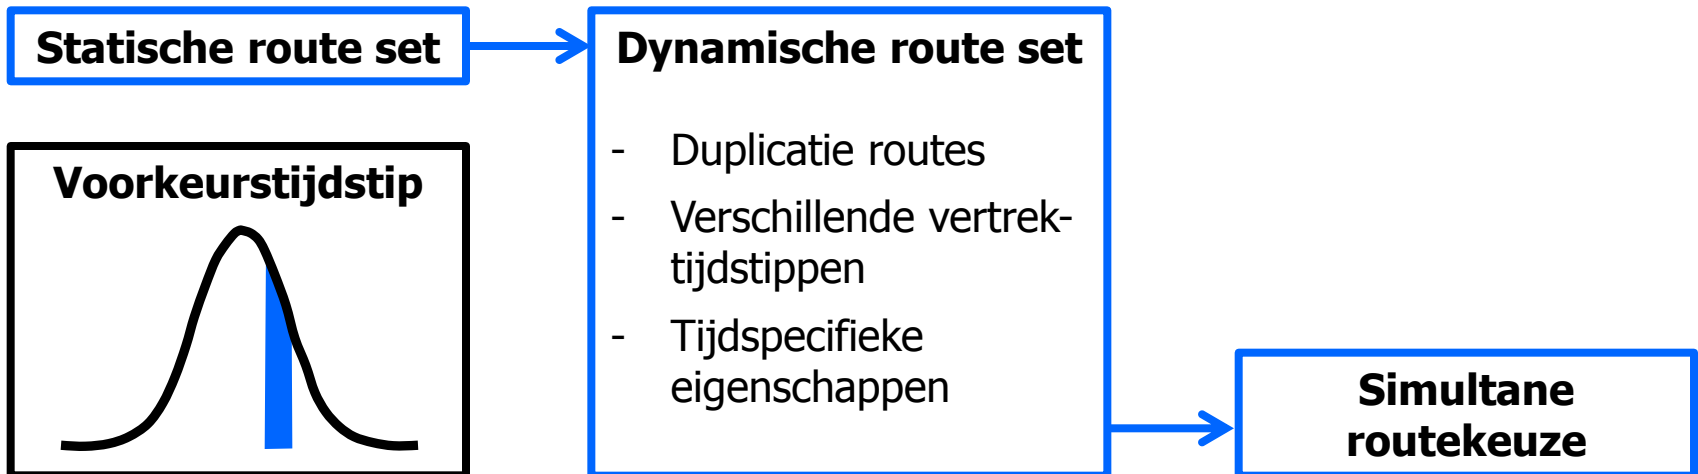 Statische route set
Voorkeurstijdstip
Dynamische route set
- Duplicatie routes
- Verschillende vertrek-
tijdstippen
- Tijdspecifieke
eigenschappen
Simultane
routekeuze